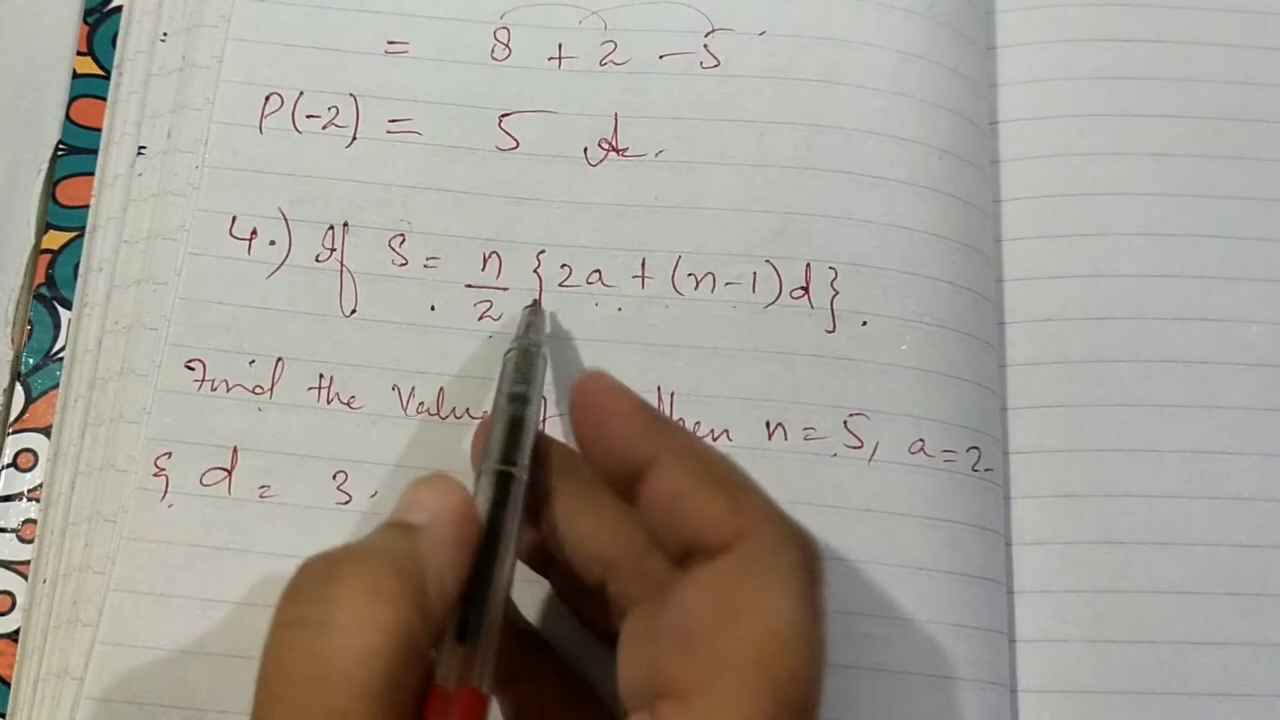 = 8 + 2 - 5
P(-2) = 5
4.) If S = n/2 {2a + (n-1)d}.
Find the Value when n = 5, a = 2
& d = 3.